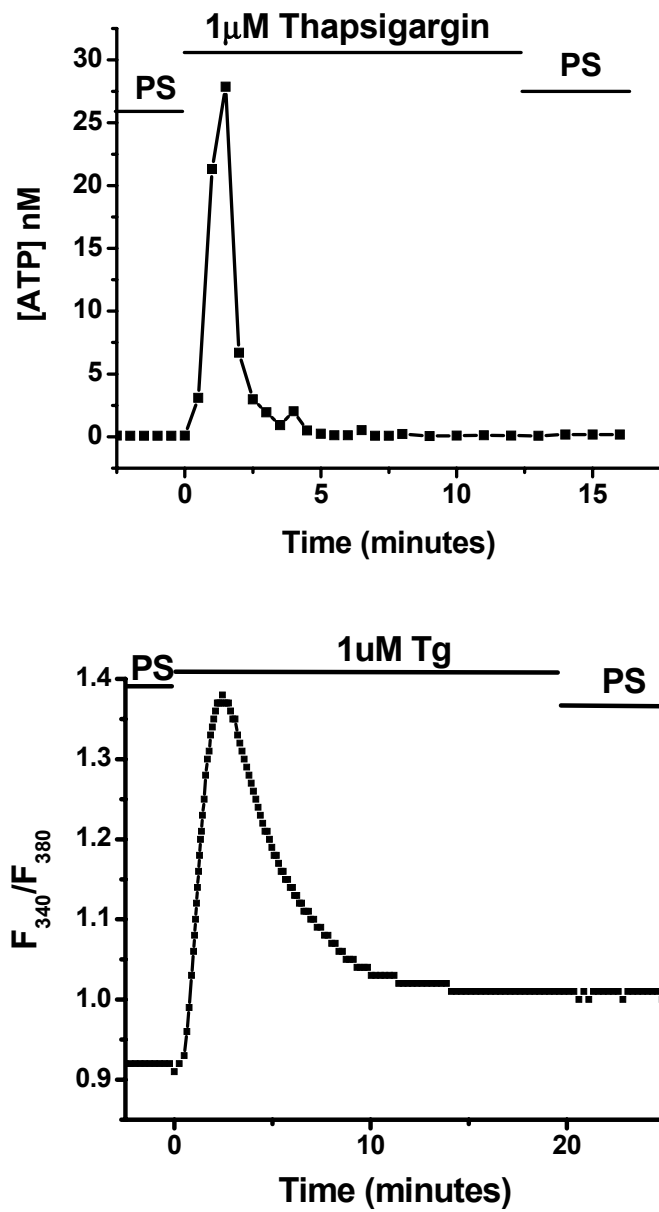 1μM Thapsigargin
PS
PS
30
25
20
15
10
5
0
[ATP] nM
0 5 10 15
Time (minutes)
1uM Tg
PS
PS
1.4
1.3
1.2
1.1
1.0
0.9
F340/F380
0 10 20
Time (minutes)